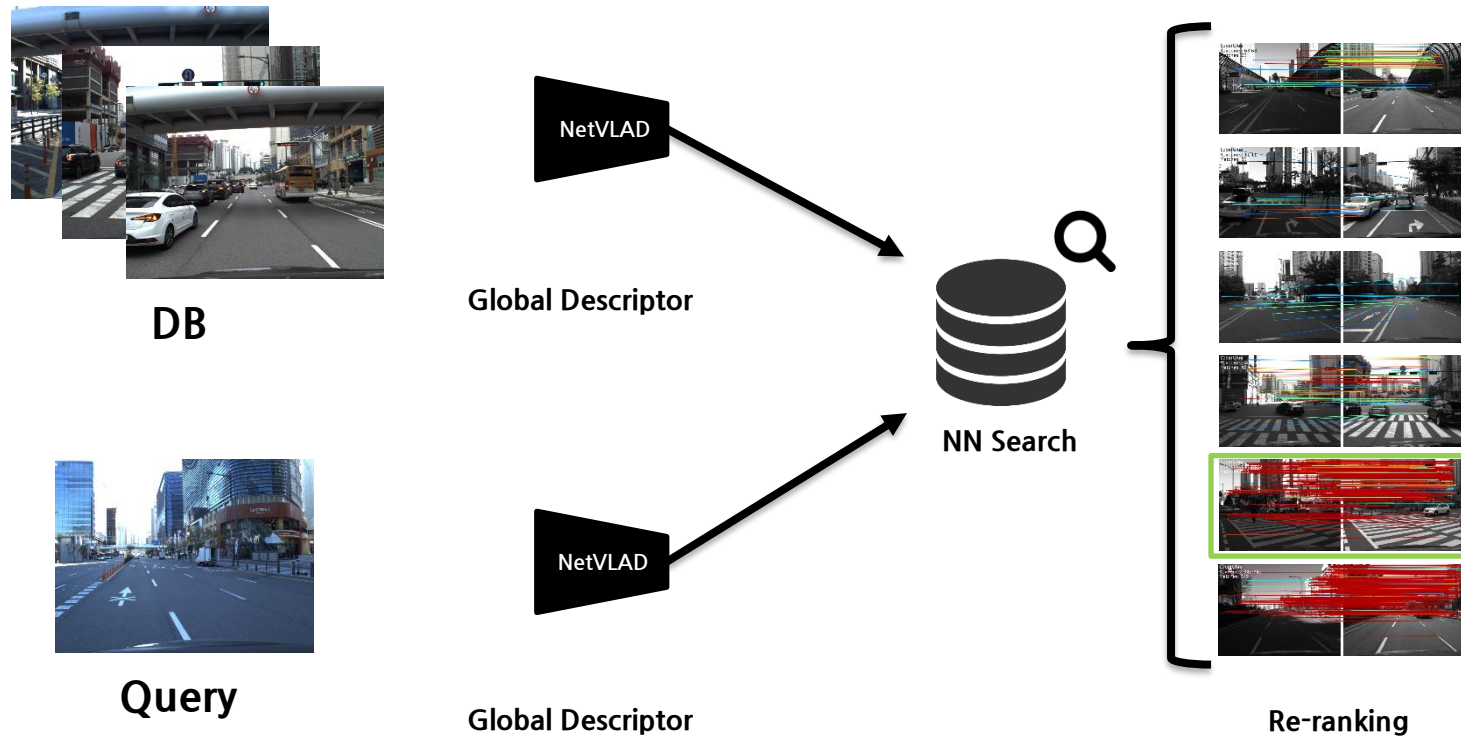 NetVLAD
Global Descriptor
DB
NN Search
NetVLAD
Query
Global Descriptor
Re-ranking